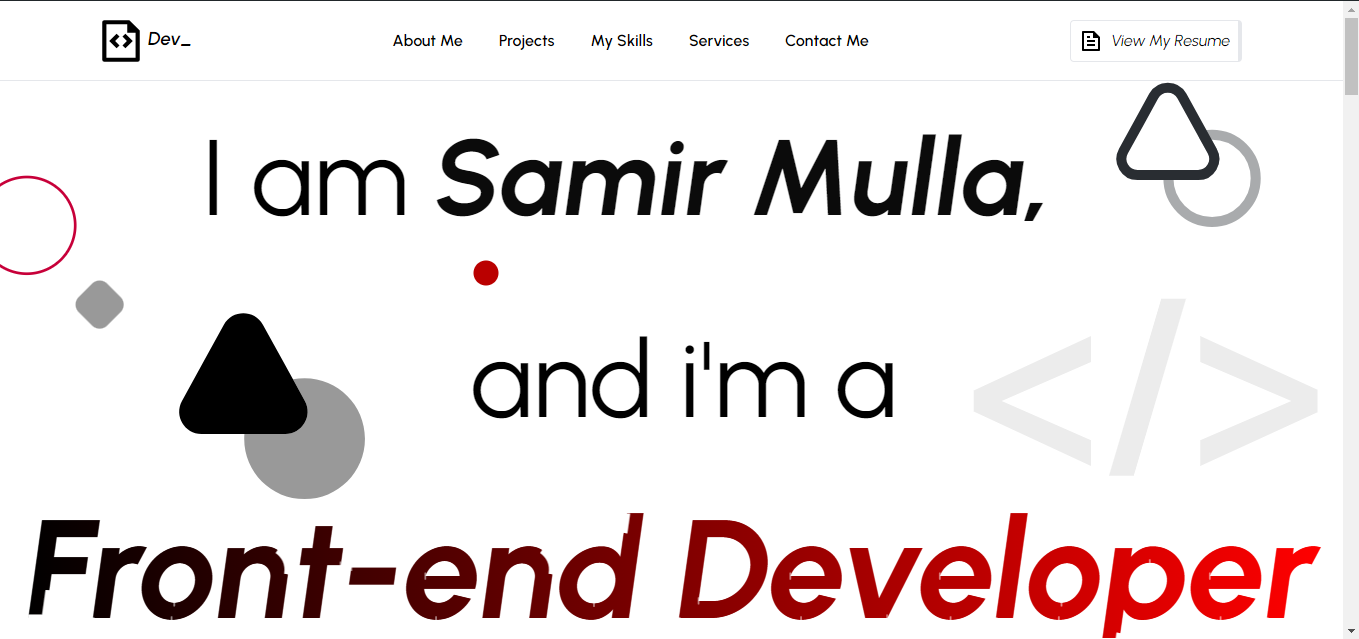 Dev_
About Me Projects My Skills Services Contact Me
View My Resume
I am Samir Mulla,
and i'm a
</>
Front-end Developer